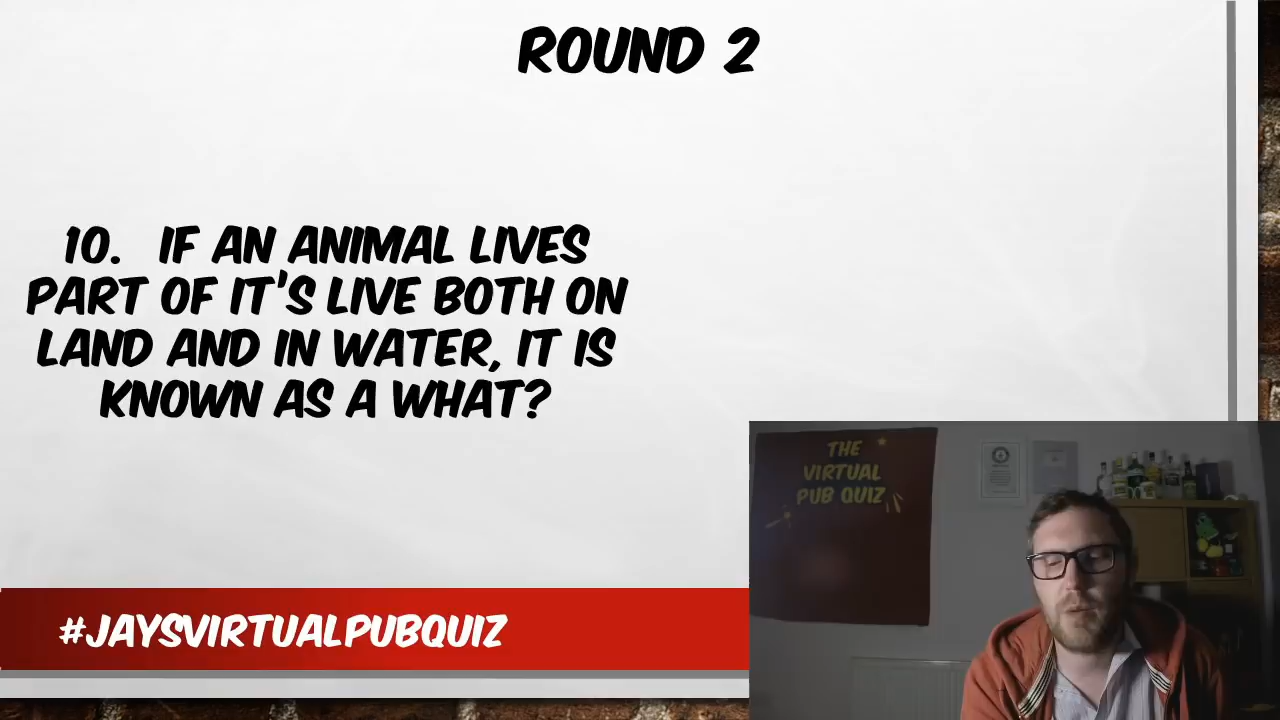 ROUND 2
10. IF AN ANIMAL LIVES
PART OF IT'S LIVE BOTH ON
LAND AND IN WATER, IT IS
KNOWN AS A WHAT?
#JAYSVIRTUALPUBQUIZ
THE
VIRTUAL
PUB QUIZ